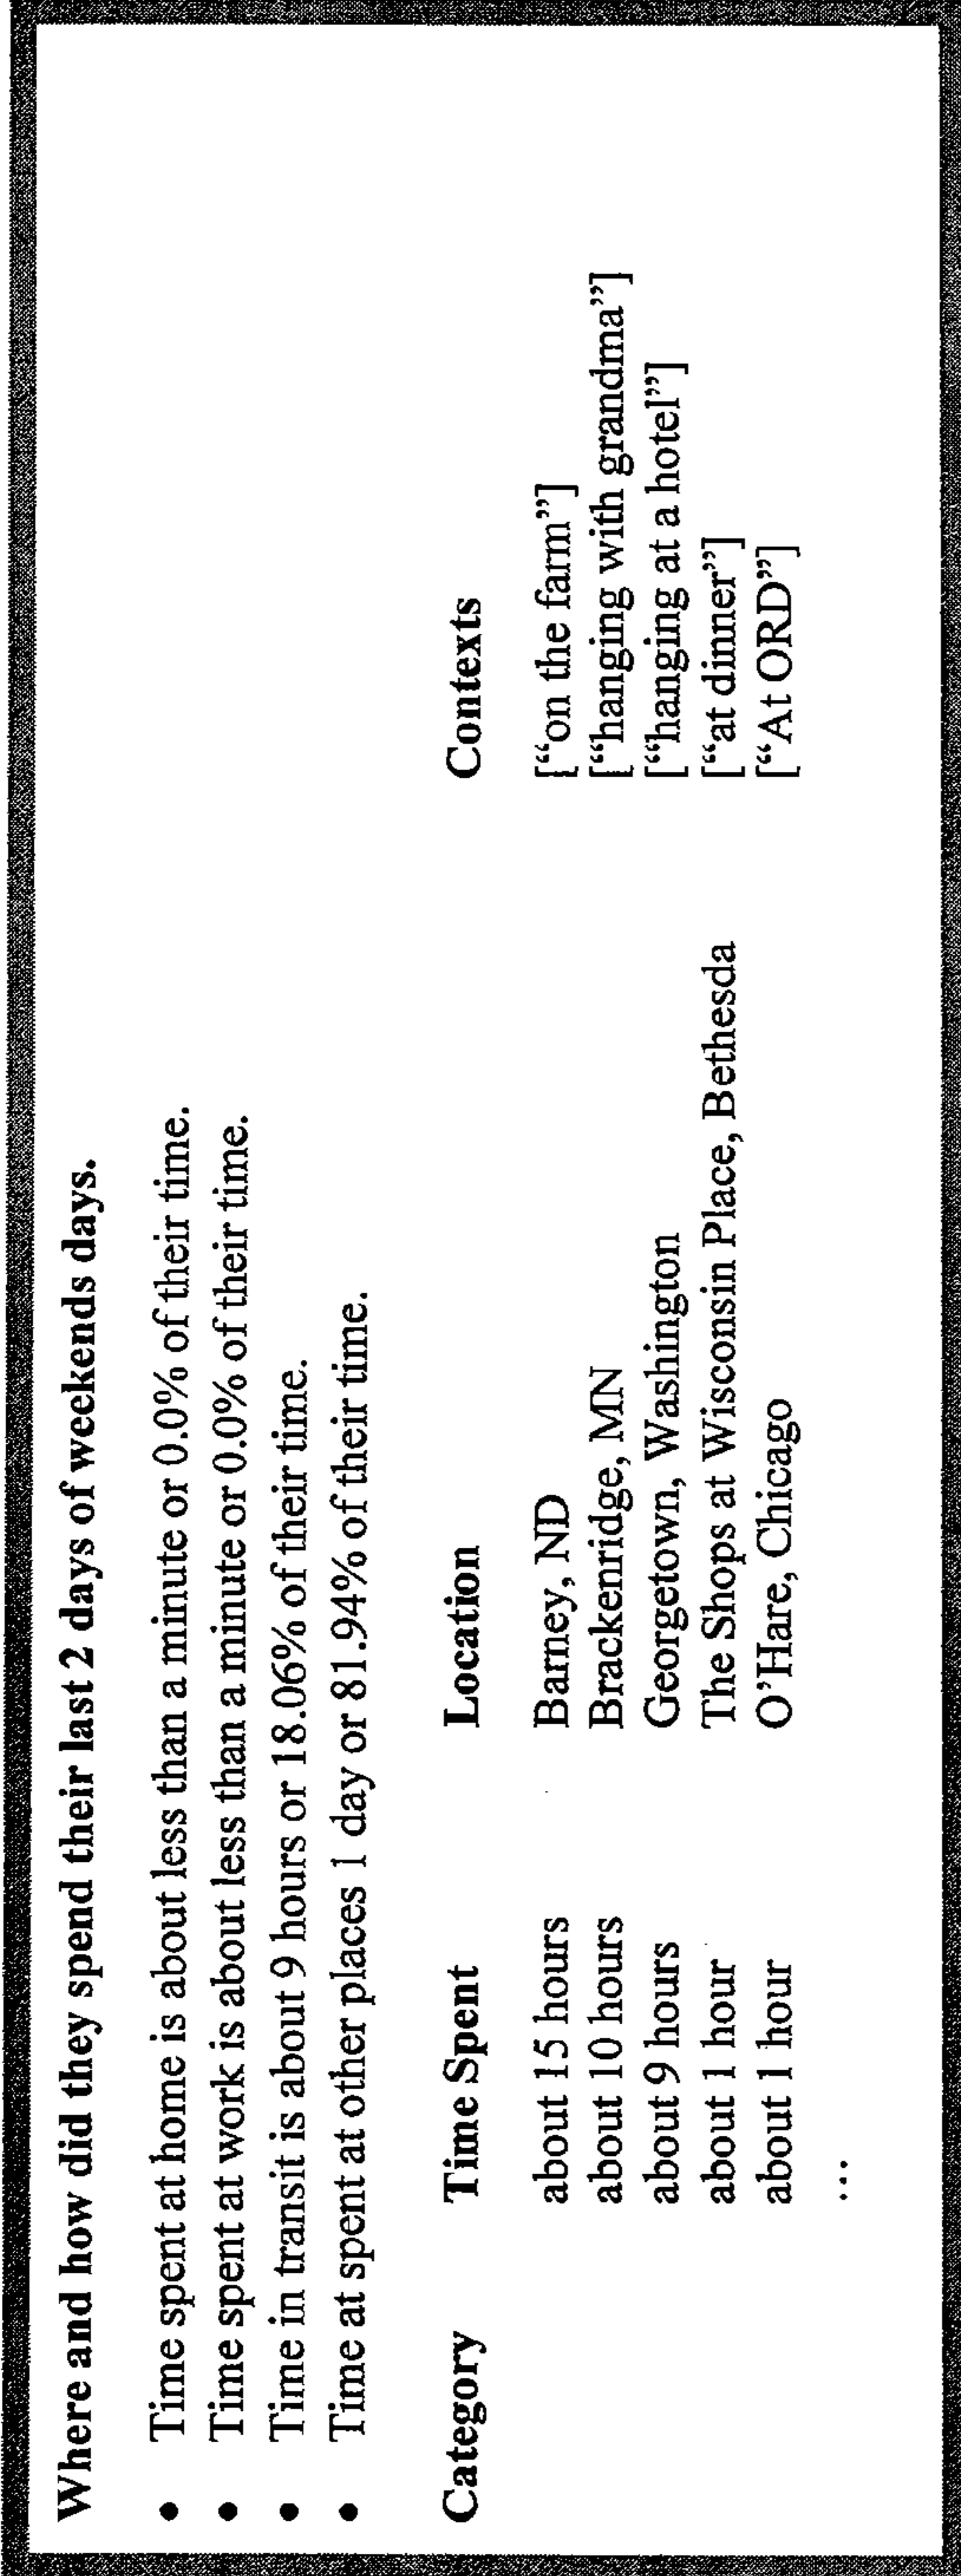 Where and how did they spend their last 2 days of weekends days.
• Time spent at home is about less than a minute or 0.0% of their time.
• Time spent at work is about less than a minute or 0.0% of their time.
• Time in transit is about 9 hours or 18.06% of their time.
• Time at spent at other places 1 day or 81.94% of their time.
Category Time Spent Location Contexts
about 15 hours Barney, ND [“on the farm”]
about 10 hours Brackenridge, MN [“hanging with grandma”]
about 9 hours Georgetown, Washington [“hanging at a hotel”]
about 1 hour The Shops at Wisconsin Place, Bethesda [“at dinner”]
about 1 hour O’Hare, Chicago [“At ORD”]
...